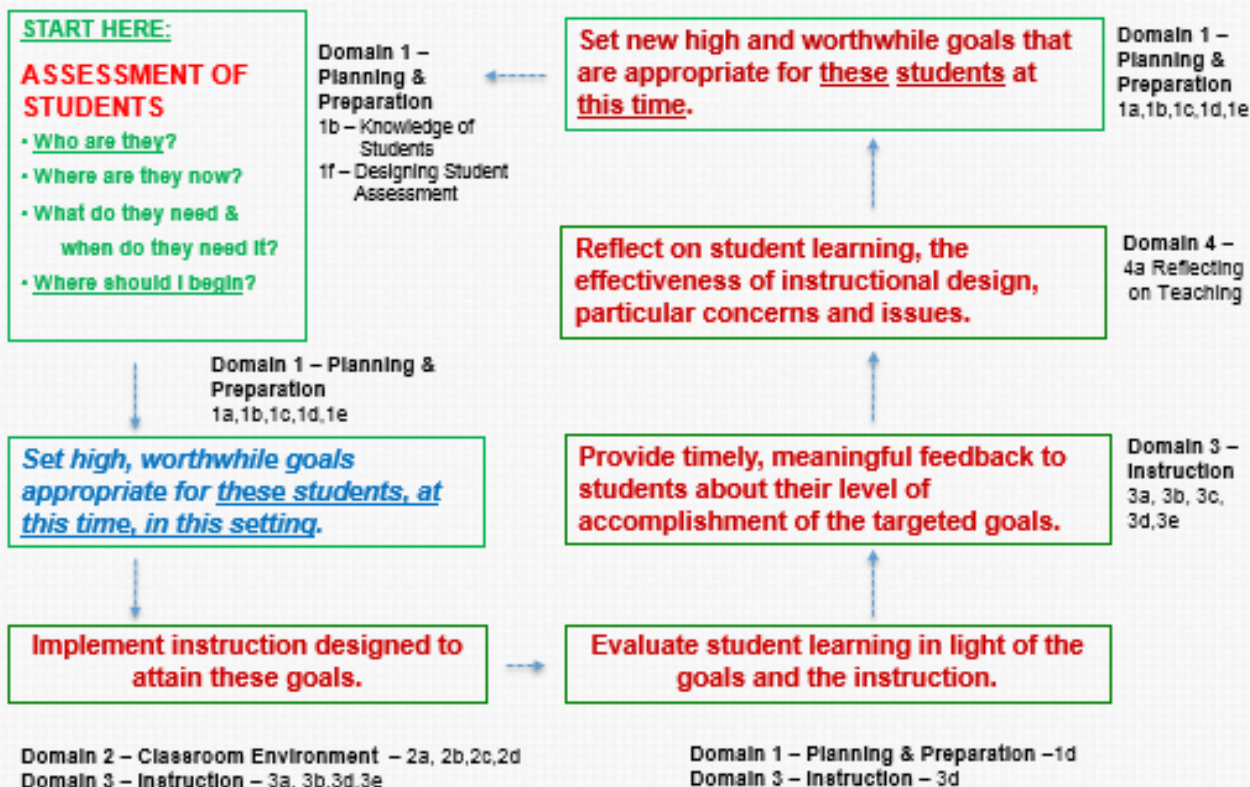 START HERE:
ASSESSMENT OF
STUDENTS
• Who are they?
• Where are they now?
• What do they need &
when do they need it?
• Where should I begin?
Domain 1 –
Planning &
Preparation
1b – Knowledge of
Students
1f – Designing Student
Assessment
Domain 1 – Planning &
Preparation
1a,1b,1c,1d,1e
Set high, worthwhile goals
appropriate for these students, at
this time, in this setting.
Implement instruction designed to
attain these goals.
Domain 2 – Classroom Environment – 2a, 2b,2c,2d
Domain 3 – Instruction – 3a, 3b,3d,3e
Evaluate student learning in light of the
goals and the instruction.
Domain 1 – Planning & Preparation –1d
Domain 3 – Instruction – 3d
Provide timely, meaningful feedback to
students about their level of
accomplishment of the targeted goals.
Domain 3 –
Instruction
3a, 3b, 3c,
3d,3e
Reflect on student learning, the
effectiveness of instructional design,
particular concerns and issues.
Domain 4 –
4a Reflecting
on Teaching
Set new high and worthwhile goals that
are appropriate for these students at
this time.
Domain 1 –
Planning &
Preparation
1a,1b,1c,1d,1e